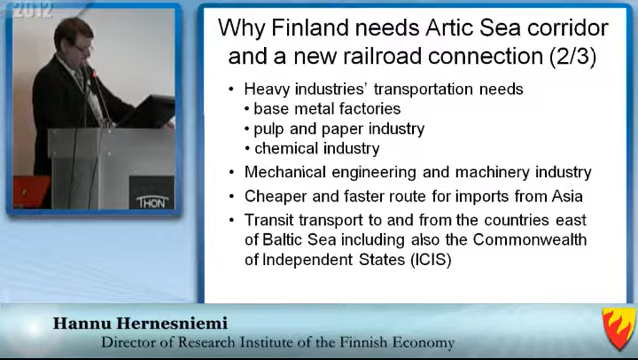 2012
Why Finland needs Artic Sea corridor
and a new railroad connection (2/3)
• Heavy industries' transportation needs
• base metal factories
• pulp and paper industry
• chemical industry
• Mechanical engineering and machinery industry
• Cheaper and faster route for imports from Asia
• Transit transport to and from the countries east
of Baltic Sea including also the Commonwealth
of Independent States (ICIS)
THON
Hannu Hernesniemi
Director of Research Institute of the Finnish Economy